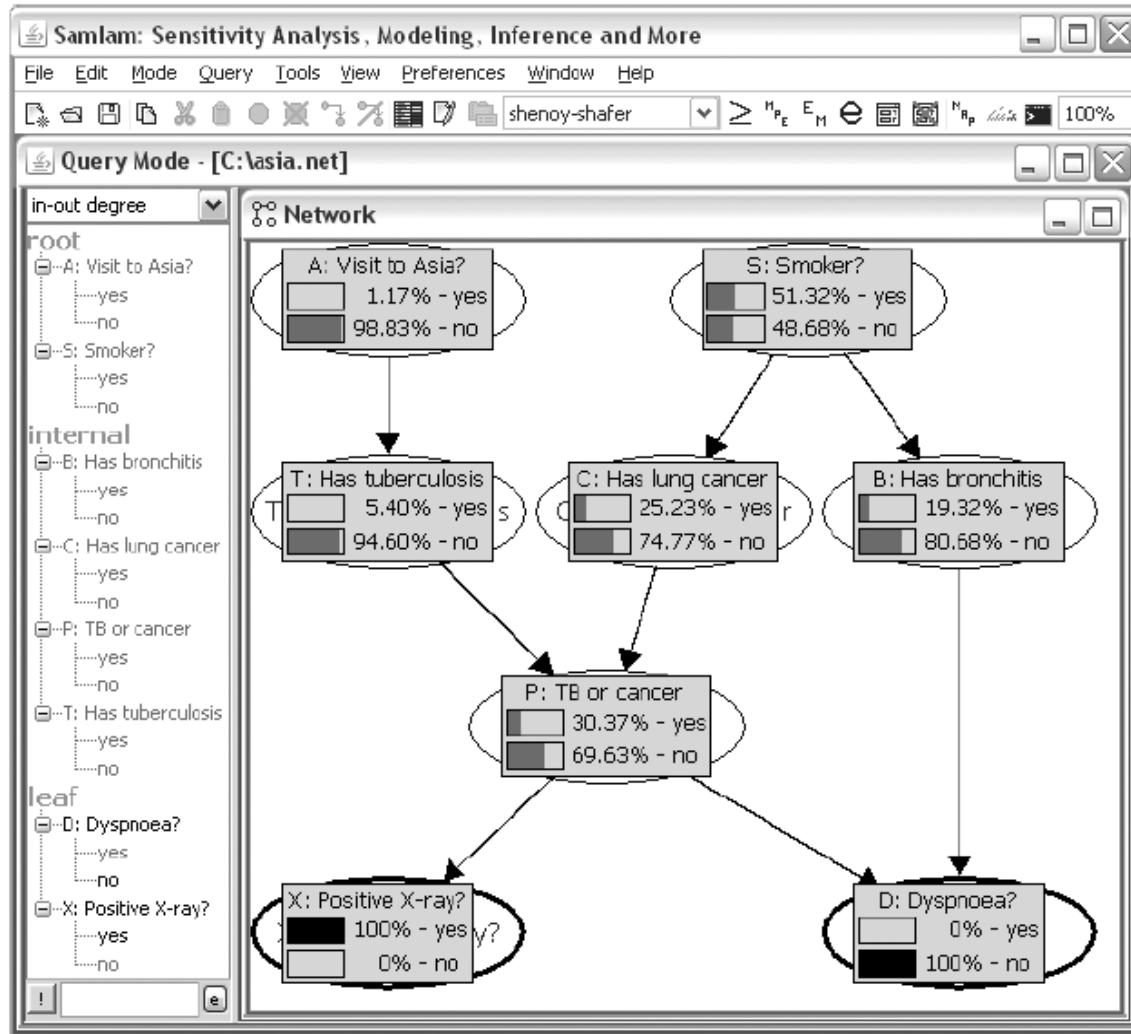 Samlam: Sensitivity Analysis, Modeling, Inference and More
File Edit Mode Query Tools View Preferences Window Help
shenoy-shafer 100%
Query Mode - [C:\asia.net]
in-out degree
root
A: Visit to Asia?
yes
no
S: Smoker?
yes
no
internal
B: Has bronchitis
yes
no
C: Has lung cancer
yes
no
P: TB or cancer
yes
no
T: Has tuberculosis
yes
no
leaf
D: Dyspnoea?
yes
no
X: Positive X-ray?
yes
no
!
e
Network
A: Visit to Asia?
1.17% - yes
98.83% - no
S: Smoker?
51.32% - yes
48.68% - no
T: Has tuberculosis
5.40% - yes
94.60% - no
C: Has lung cancer
25.23% - yes
74.77% - no
B: Has bronchitis
19.32% - yes
80.68% - no
P: TB or cancer
30.37% - yes
69.63% - no
X: Positive X-ray?
100% - yes
0% - no
D: Dyspnoea?
0% - yes
100% - no